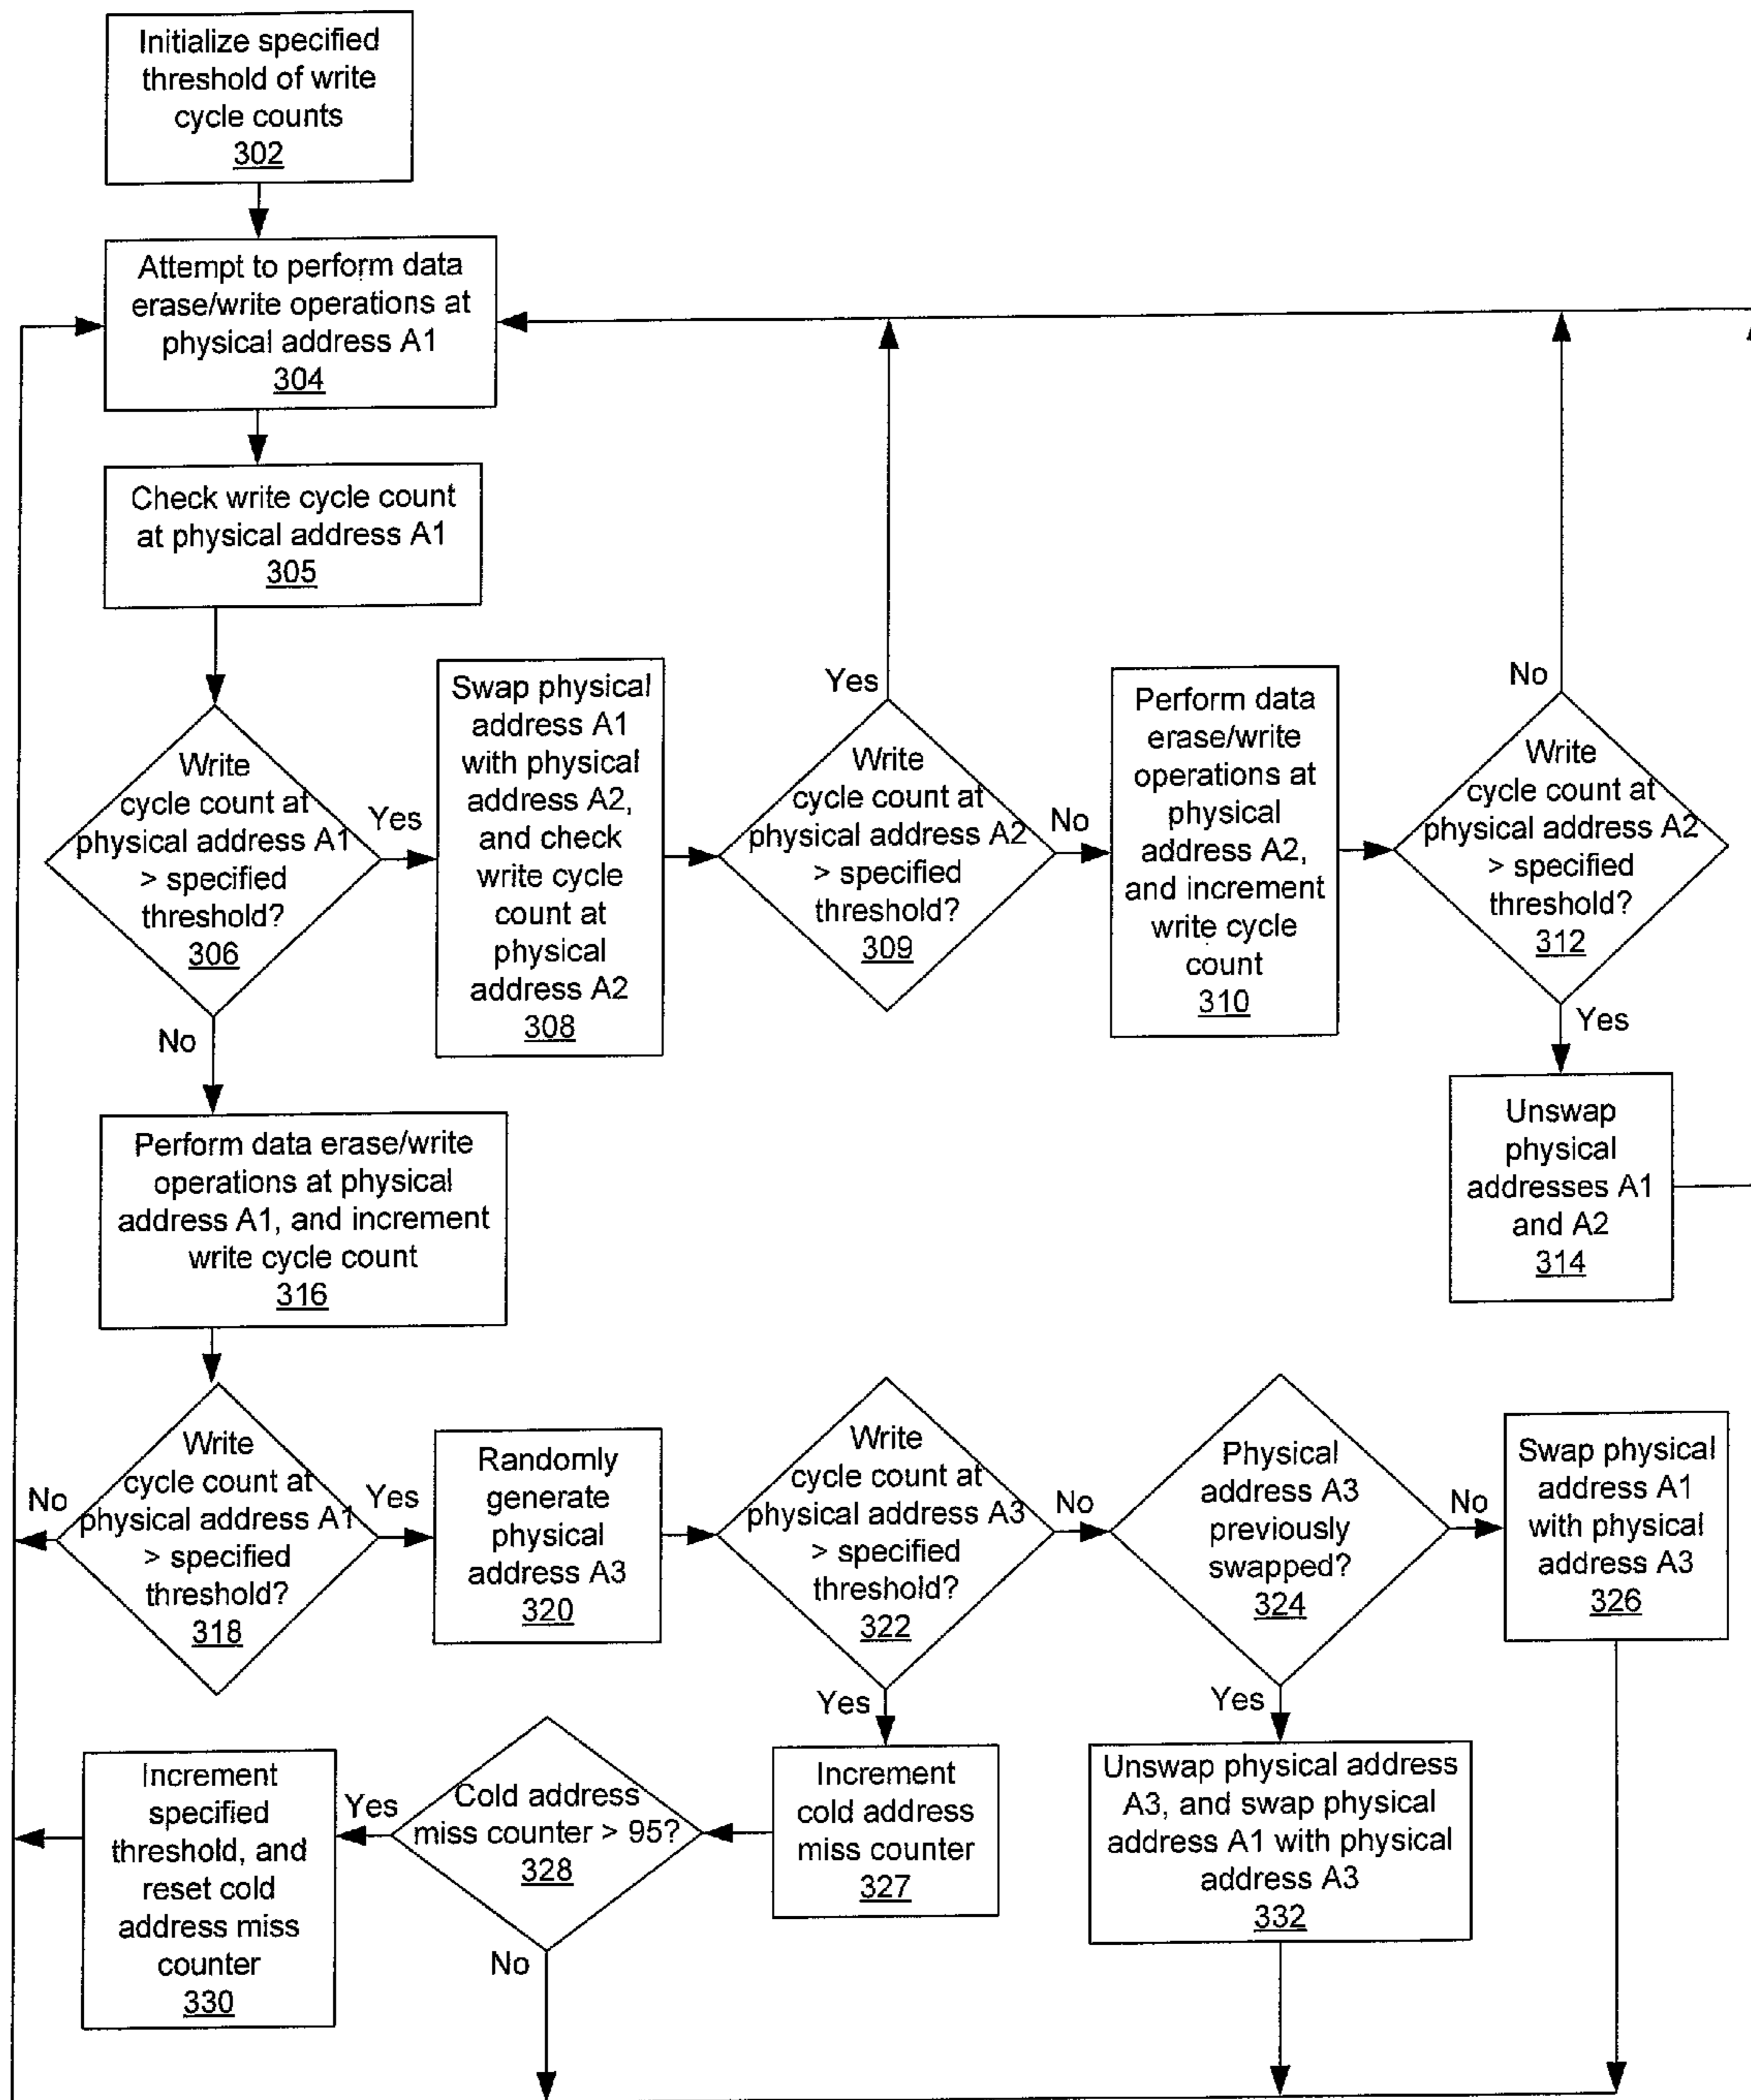 Initialize specified
threshold of write
cycle counts
302
Attempt to perform data
erase/write operations at
physical address A1
304
Check write cycle count
at physical address A1
305
Write
cycle count at
physical address A1
> specified
threshold?
306
Yes
No
Swap physical
address A1
with physical
address A2,
and check
write cycle
count at
physical
address A2
308
Write
cycle count at
physical address A2
> specified
threshold?
309
Yes
No
Perform data
erase/write
operations at
physical
address A2,
and increment
write cycle
count
310
Write
cycle count at
physical address A2
> specified
threshold?
312
No
Yes
Unswap
physical
addresses A1
and A2
314
Perform data erase/write
operations at physical
address A1, and increment
write cycle count
316
Write
cycle count at
physical address A1
> specified
threshold?
318
No
Yes
Randomly
generate
physical
address A3
320
Write
cycle count at
physical address A3
> specified
threshold?
322
No
Yes
Physical
address A3
previously
swapped?
324
No
Yes
Swap physical
address A1
with physical
address A3
326
Increment
specified
threshold, and
reset cold
address miss
counter
330
Yes
Cold address
miss counter > 95?
328
No
Increment
cold address
miss counter
327
Unswap physical address
A3, and swap physical
address A1 with physical
address A3
332